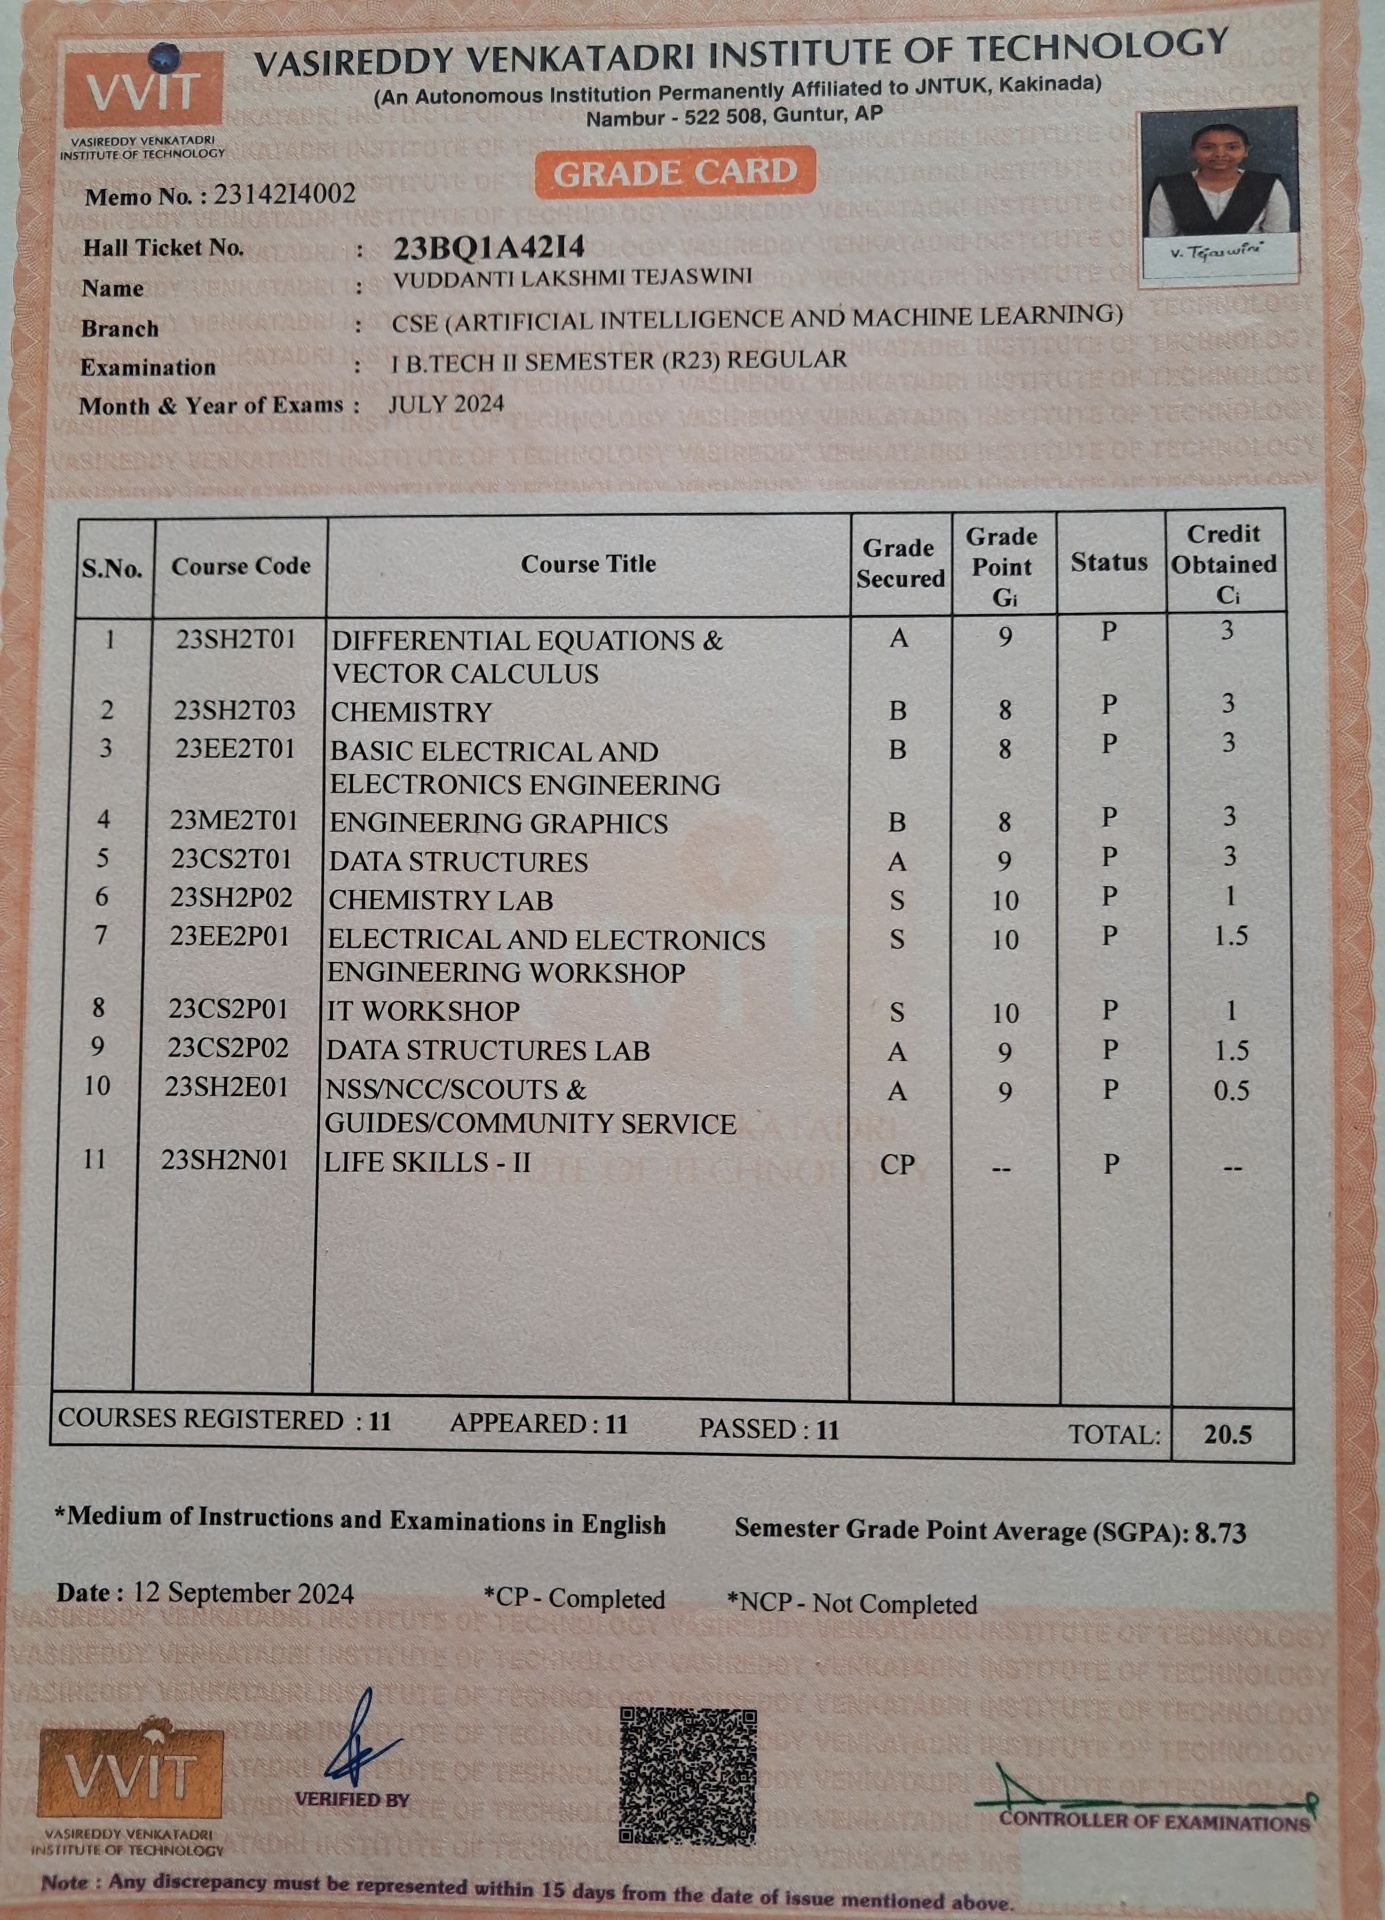 VVIT
VASIREDDY VENKATADRI
INSTITUTE OF TECHNOLOGY
VASIREDDY VENKATADRI INSTITUTE OF TECHNOLOGY
(An Autonomous Institution Permanently Affiliated to JNTUK, Kakinada)
Nambur - 522 508, Guntur, AP
GRADE CARD
V. Tejaswini
Memo No. : 23142I4002
Hall Ticket No. : 23BQ1A42I4
Name : VUDDANTI LAKSHMI TEJASWINI
Branch : CSE (ARTIFICIAL INTELLIGENCE AND MACHINE LEARNING)
Examination : I B.TECH II SEMESTER (R23) REGULAR
Month & Year of Exams : JULY 2024
S.No. Course Code Course Title Grade Secured Grade Point Gi Status Credit Obtained Ci
1 23SH2T01 DIFFERENTIAL EQUATIONS & A 9 P 3
VECTOR CALCULUS
2 23SH2T03 CHEMISTRY B 8 P 3
3 23EE2T01 BASIC ELECTRICAL AND B 8 P 3
ELECTRONICS ENGINEERING
4 23ME2T01 ENGINEERING GRAPHICS B 8 P 3
5 23CS2T01 DATA STRUCTURES A 9 P 3
6 23SH2P02 CHEMISTRY LAB S 10 P 1
7 23EE2P01 ELECTRICAL AND ELECTRONICS S 10 P 1.5
ENGINEERING WORKSHOP
8 23CS2P01 IT WORKSHOP S 10 P 1
9 23CS2P02 DATA STRUCTURES LAB A 9 P 1.5
10 23SH2E01 NSS/NCC/SCOUTS & A 9 P 0.5
GUIDES/COMMUNITY SERVICE
11 23SH2N01 LIFE SKILLS - II CP -- P --
COURSES REGISTERED : 11 APPEARED : 11 PASSED : 11 TOTAL: 20.5
*Medium of Instructions and Examinations in English Semester Grade Point Average (SGPA): 8.73
Date : 12 September 2024 *CP - Completed *NCP - Not Completed
VVIT
VASIREDDY VENKATADRI
INSTITUTE OF TECHNOLOGY
VERIFIED BY
CONTROLLER OF EXAMINATIONS
Note : Any discrepancy must be represented within 15 days from the date of issue mentioned above.